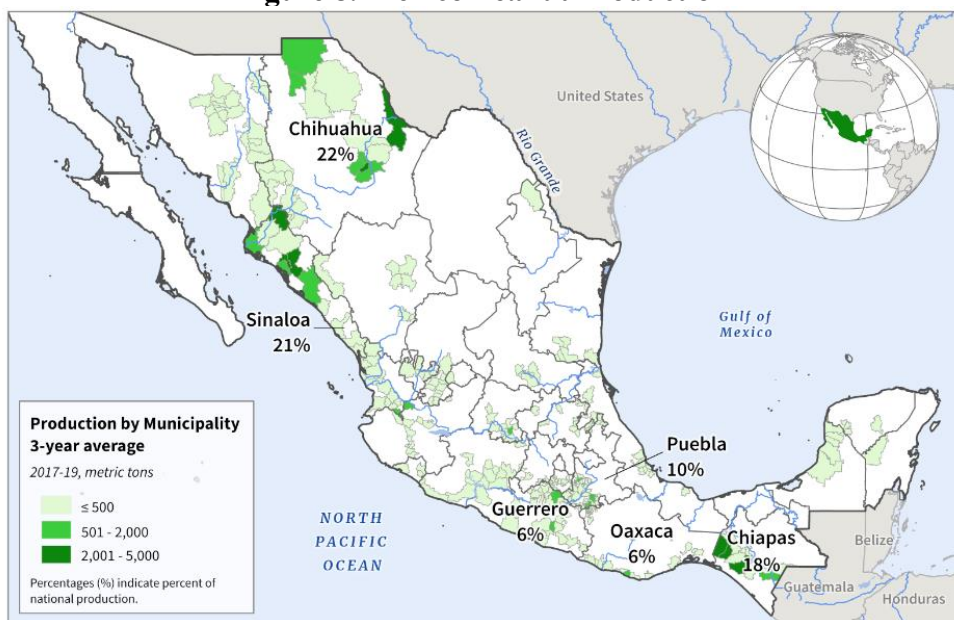 United States
Rio Grande
Chihuahua
22%
Sinaloa
21%
Gulf of
Mexico
Production by Municipality
3-year average
2017-19, metric tons
≤ 500
501 - 2,000
2,001 - 5,000
Percentages (%) indicate percent of
national production.
Puebla
10%
NORTH
PACIFIC
OCEAN
Guerrero
6%
Oaxaca
6%
Chiapas
18%
Belize
Guatemala
Honduras